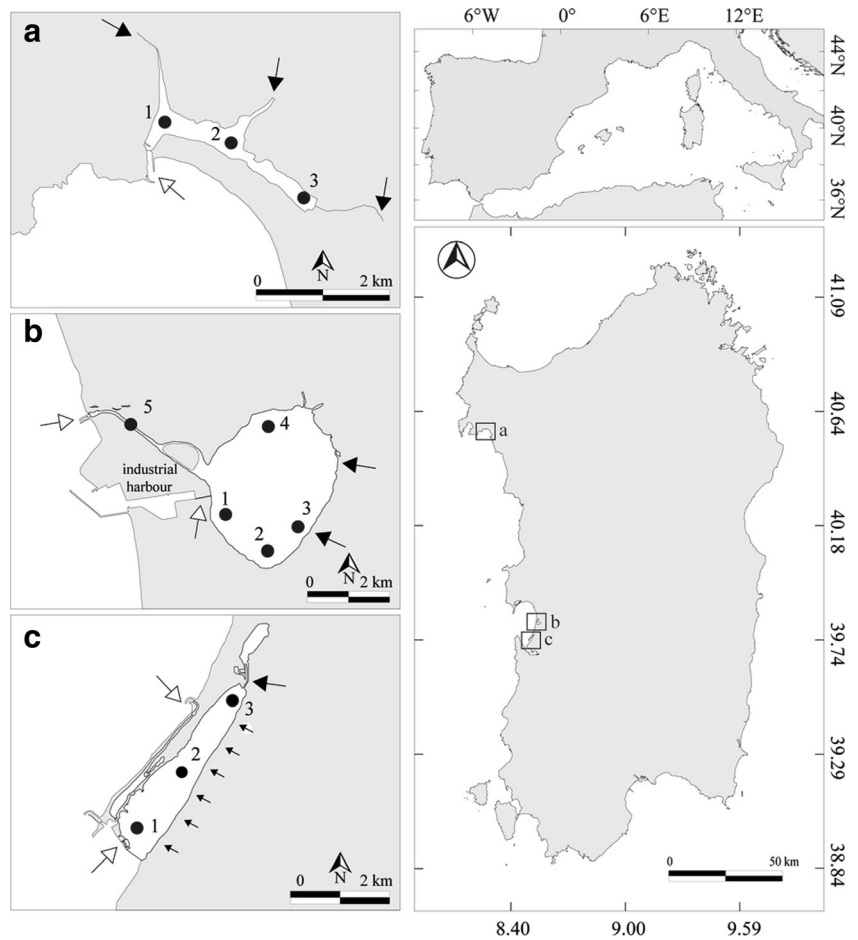 a
1
2
3
N
0 2 km
b
5
4
industrial
harbour
1
3
2
N
0 2 km
c
3
2
1
N
0 2 km
6°W 0° 6°E 12°E
44°N
40°N
36°N
41.09
40.64
a
40.18
b
c
39.74
39.29
38.84
0 50 km
8.40 9.00 9.59